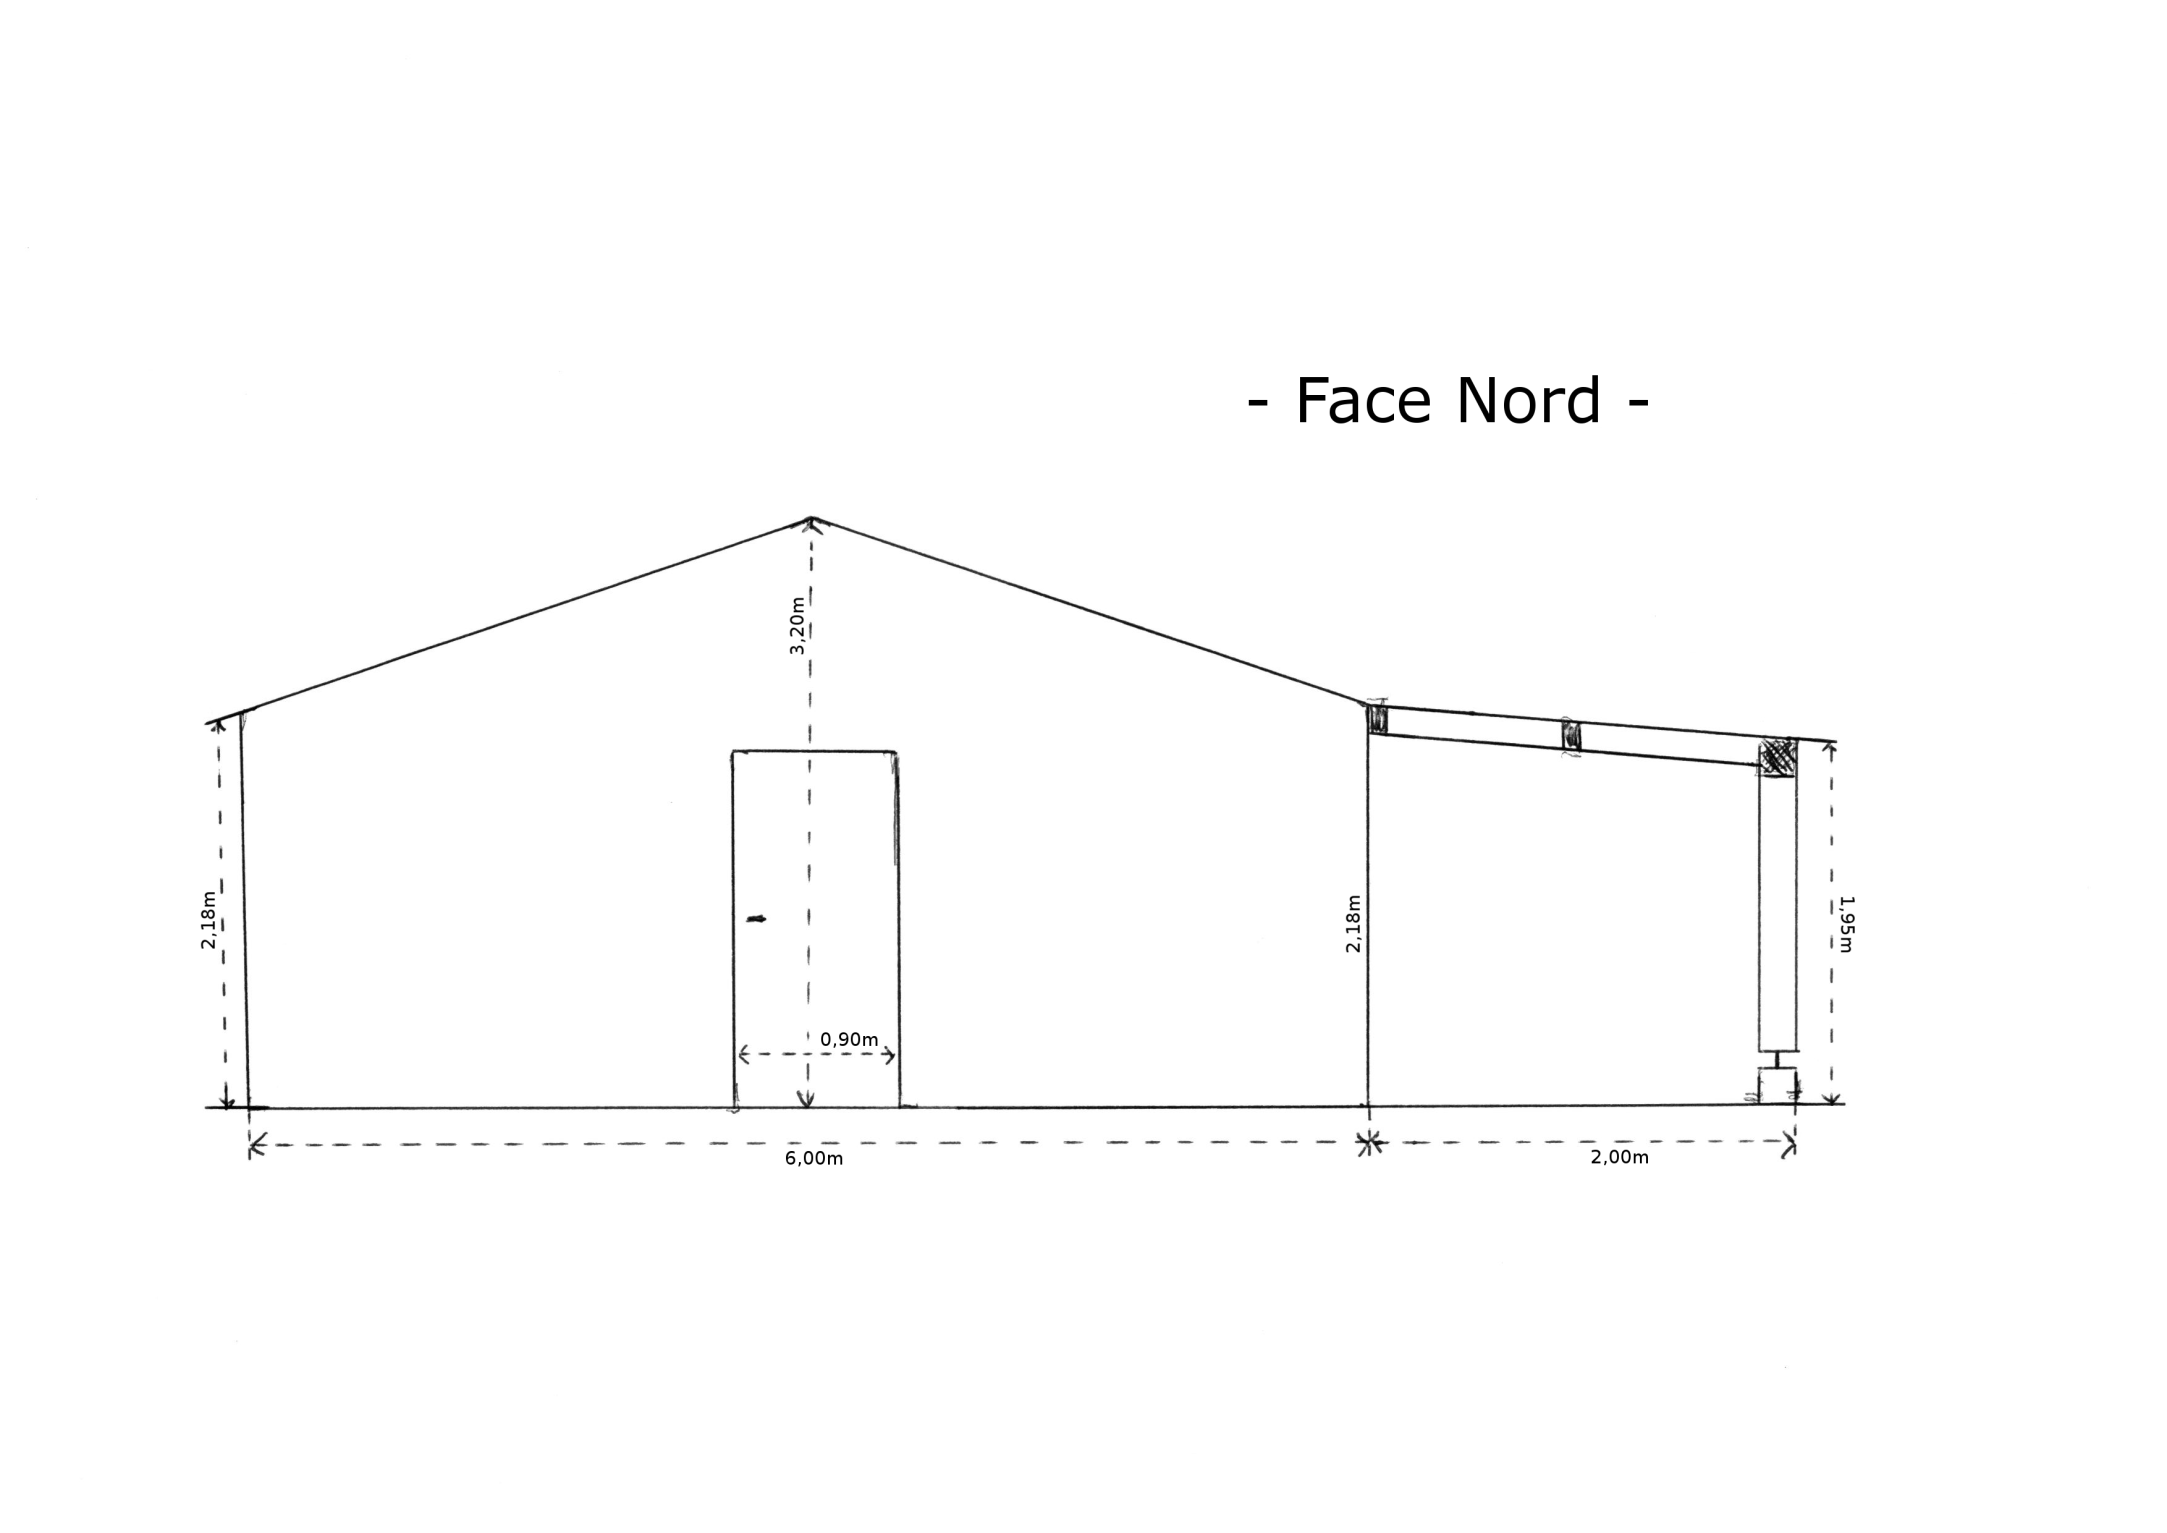 - Face Nord -
3,20m
2,18m
2,18m
1,95m
0,90m
6,00m
2,00m